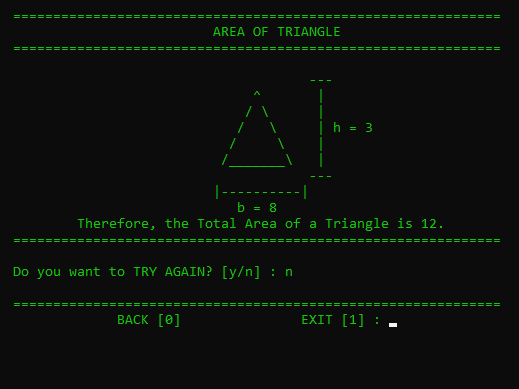 =============================================================
AREA OF TRIANGLE
=============================================================
---
^ |
/ \ |
/ \ | h = 3
/ \ |
/_______\ |
---
|----------|
b = 8
Therefore, the Total Area of a Triangle is 12.
=============================================================
Do you want to TRY AGAIN? [y/n] : n
=============================================================
BACK [0] EXIT [1] :